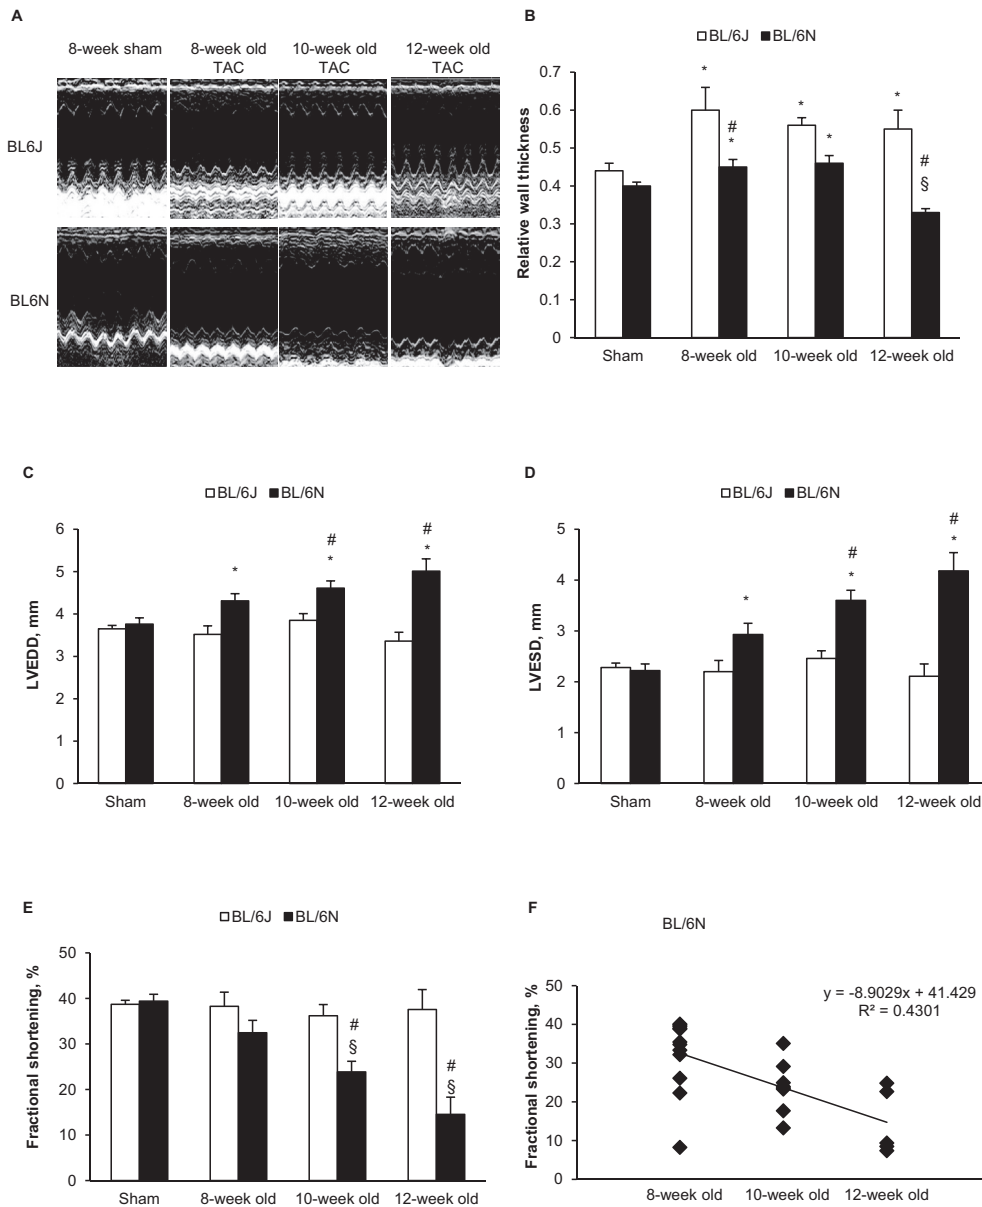 A
8-week sham
8-week old
TAC
10-week old
TAC
12-week old
TAC
BL6J
BL6N
B
BL/6J BL/6N
Relative wall thickness
0.7
0.6
0.5
0.4
0.3
0.2
0.1
0
*
#
*
*
*
*
#
§
Sham 8-week old 10-week old 12-week old
C
BL/6J BL/6N
LVEDD, mm
6
5
4
3
2
1
0
*
#
*
#
*
Sham 8-week old 10-week old 12-week old
D
BL/6J BL/6N
LVESD, mm
5
4
3
2
1
0
*
#
*
#
*
Sham 8-week old 10-week old 12-week old
E
BL/6J BL/6N
Fractional shortening, %
50
40
30
20
10
0
#
§
#
§
Sham 8-week old 10-week old 12-week old
F
BL/6N
Fractional shortening, %
50
40
30
20
10
0
y = -8.9029x + 41.429
R² = 0.4301
8-week old 10-week old 12-week old